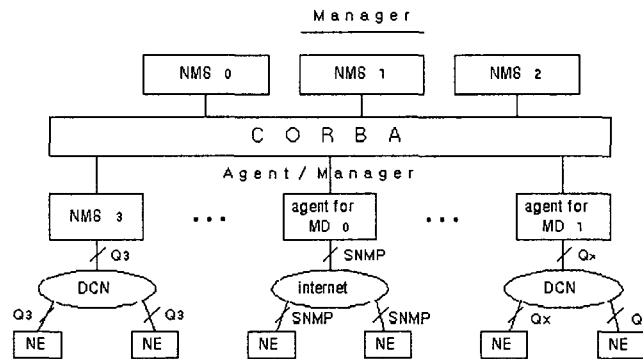 Manager
NMS 0 NMS 1 NMS 2
C O R B A
Agent / Manager
NMS 3 ... agent for MD 0 ... agent for MD 1
Q3 SNMP Qx
DCN internet DCN
Q3 Q3 SNMP SNMP Qx Q
NE NE NE NE NE NE